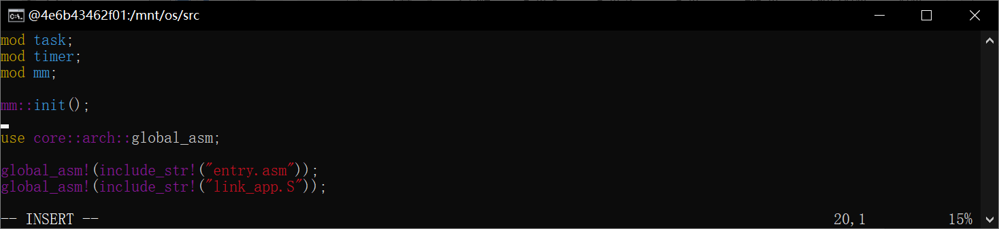 @4e6b43462f01:/mnt/os/src
mod task;
mod timer;
mod mm;
mm::init();
use core::arch::global_asm;
global_asm!(include_str!("entry.asm"));
global_asm!(include_str!("link_app.S"));
-- INSERT -- 20,1 15%